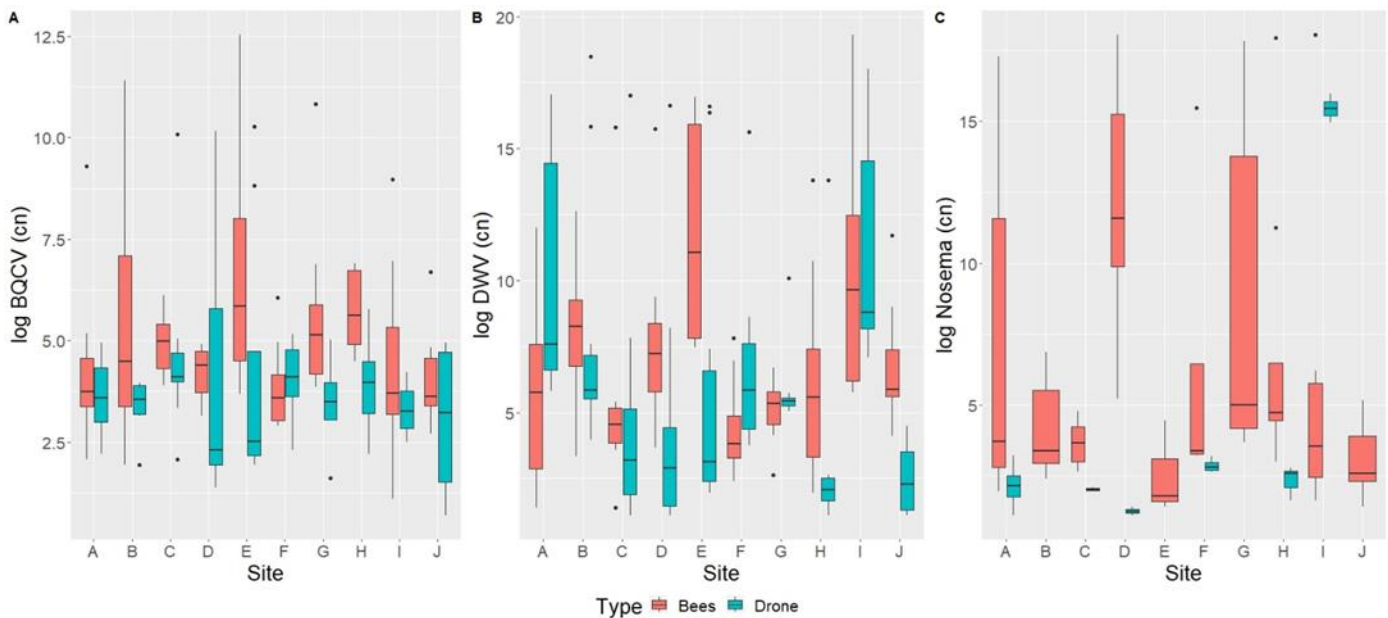 A
log BQCV (cn)
12.5
10.0
7.5
5.0
2.5
A B C D E F G H I J
Site
B
log DWV (cn)
20
15
10
5
A B C D E F G H I J
Site
C
log Nosema (cn)
15
10
5
A B C D E F G H I J
Site
Type Bees Drone